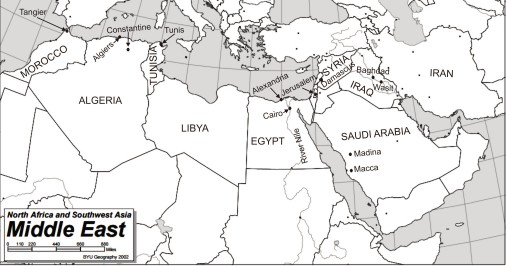 Tangier
Constantine
Tunis
Algiers
MOROCCO
TUNISIA
ALGERIA
LIBYA
EGYPT
Alexandria
Jerusalem
Cairo
River Nile
SYRIA
Damascus
Baghdad
IRAQ
Wasit
IRAN
SAUDI ARABIA
Madina
Macca
North Africa and Southwest Asia
Middle East
0 110 220 440 660 880
Miles
BYU Geography 2002